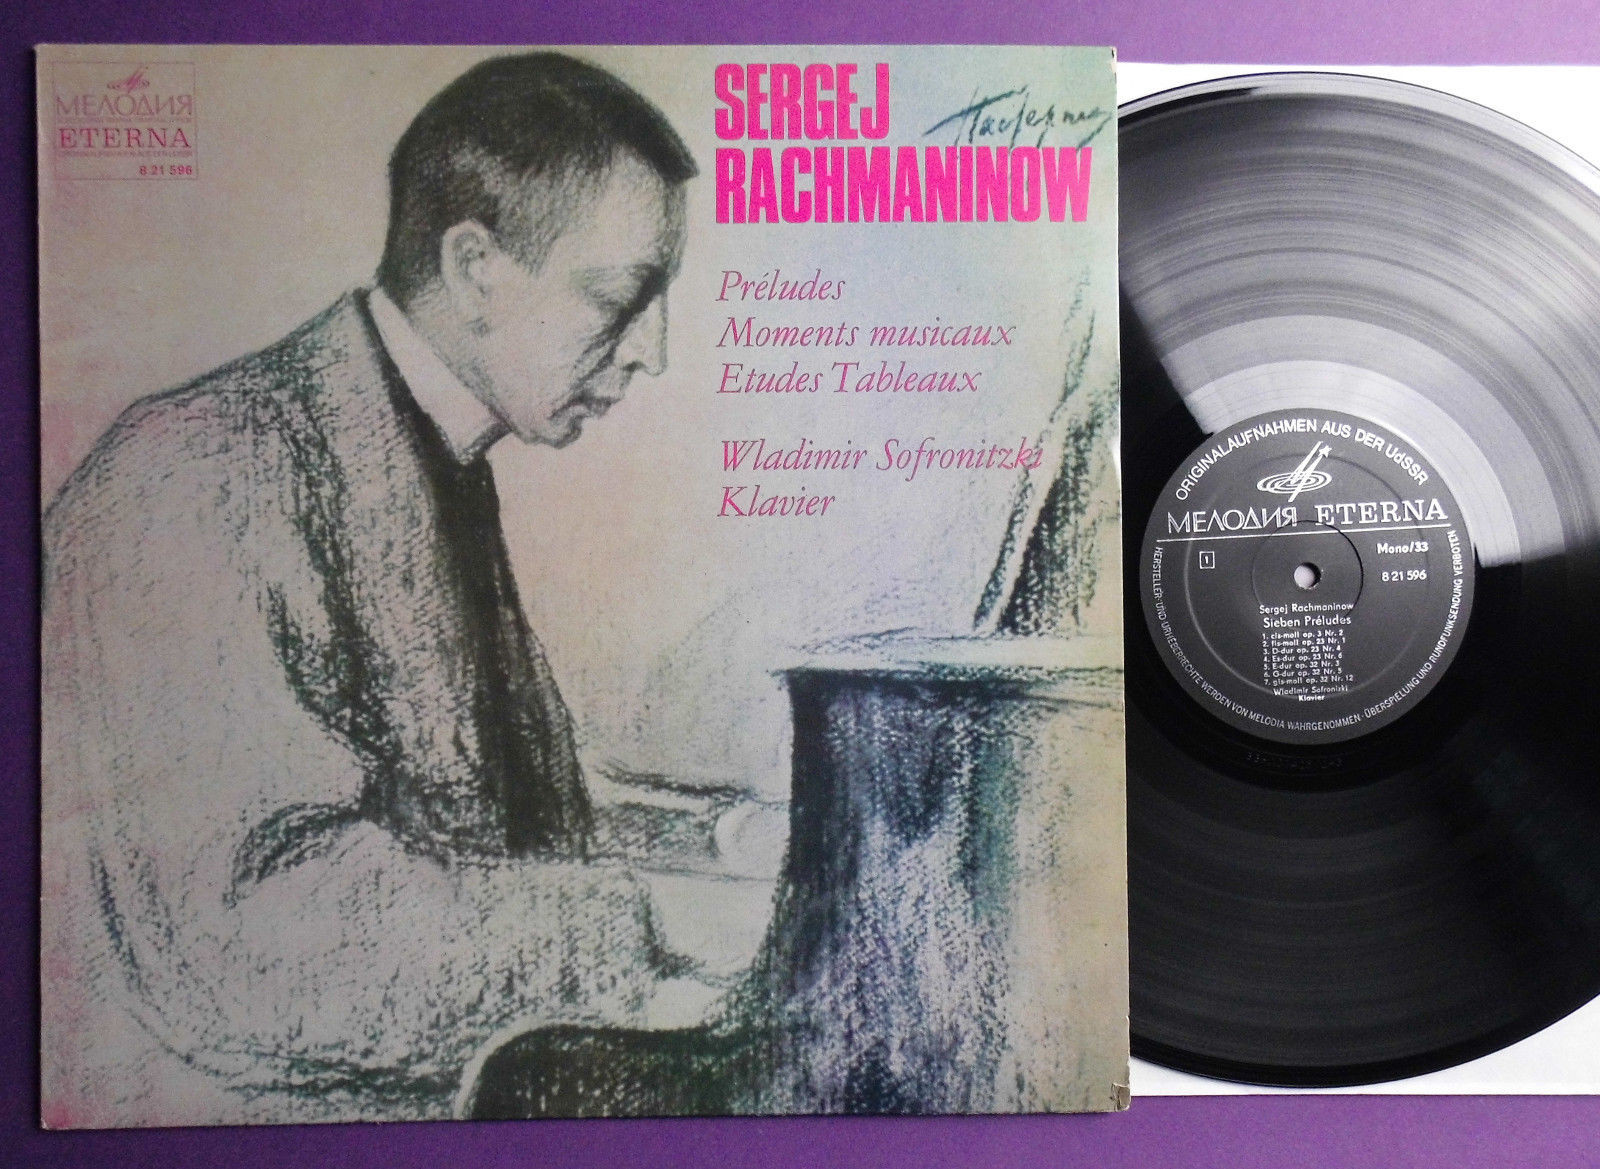 МЕЛОДИЯ
ETERNA
8 21 596
SERGEJ
RACHMANINOW
Préludes
Moments musicaux
Etudes Tableaux
Wladimir Sofronitzki
Klavier
ORIGINALAUFNAHMEN AUS DER UdSSR
МЕЛОДИЯ ETERNA
Mono/33
1
8 21 596
Sergej Rachmaninow
Sieben Préludes
1. cis-moll op. 3 Nr. 2
2. fis-moll op. 23 Nr. 1
3. D-dur op. 23 Nr. 4
4. Es-dur op. 23 Nr. 6
5. E-dur op. 32 Nr. 3
6. G-dur op. 32 Nr. 5
7. gis-moll op. 32 Nr. 12
Wladimir Sofronizki
Klavier
HERSTELLER- UND URHEBERRECHTE WERDEN VON MELODIA WAHRGENOMMEN · ÜBERSPIELUNG UND RUNDFUNKSENDUNG VERBOTEN